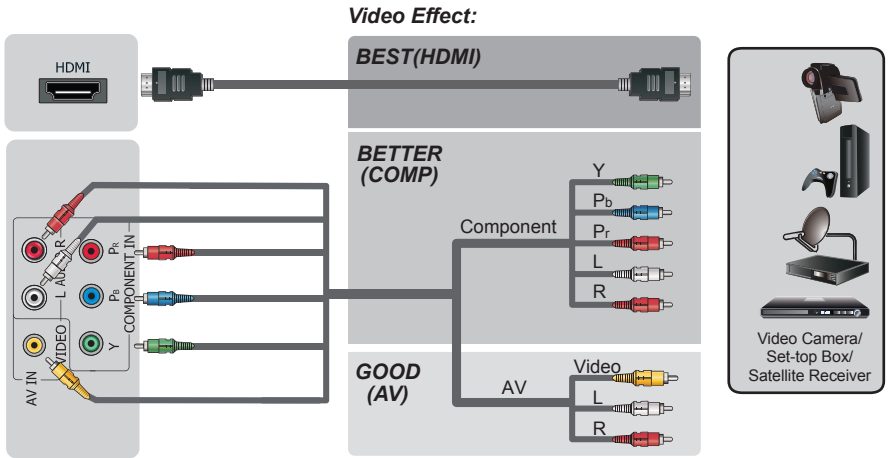 Video Effect:
HDMI
BEST(HDMI)
BETTER
(COMP)
Component
Y
Pb
Pr
L
R
GOOD
(AV)
AV
Video
L
R
L AUDIO R
PR
PB
Y
COMPONENT IN
VIDEO
AV IN
Video Camera/
Set-top Box/
Satellite Receiver